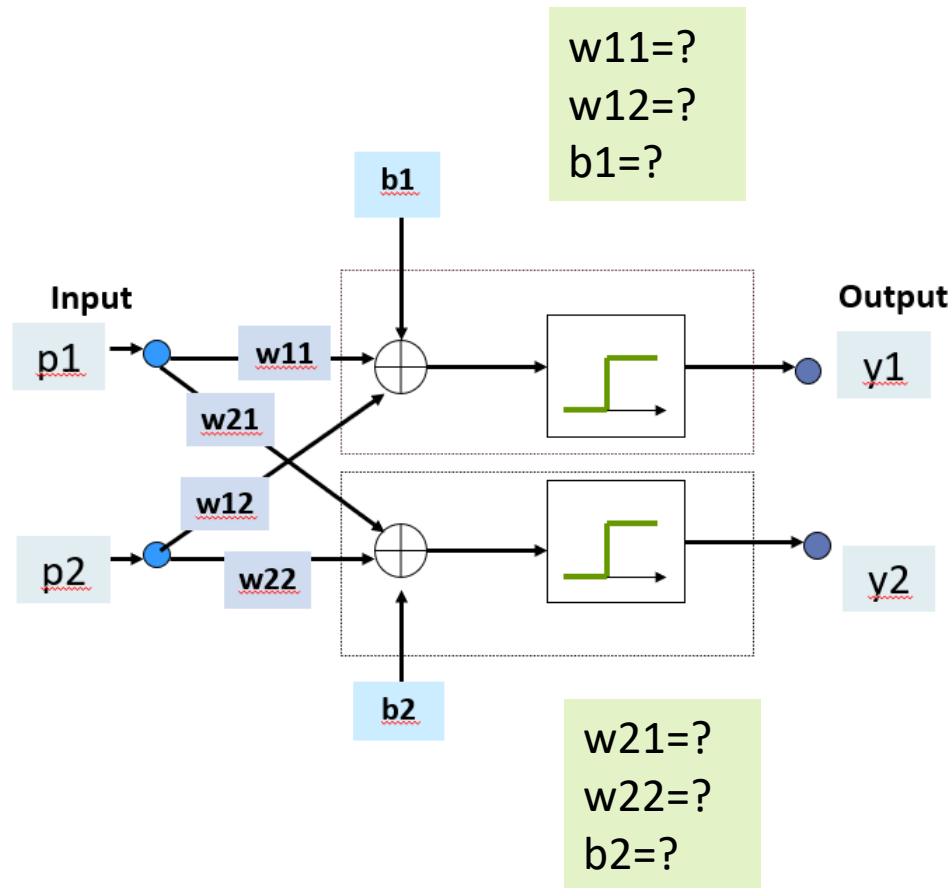 w11=?
w12=?
b1=?
b1
Input
Output
p1
w11
y1
w21
w12
p2
w22
y2
b2
w21=?
w22=?
b2=?